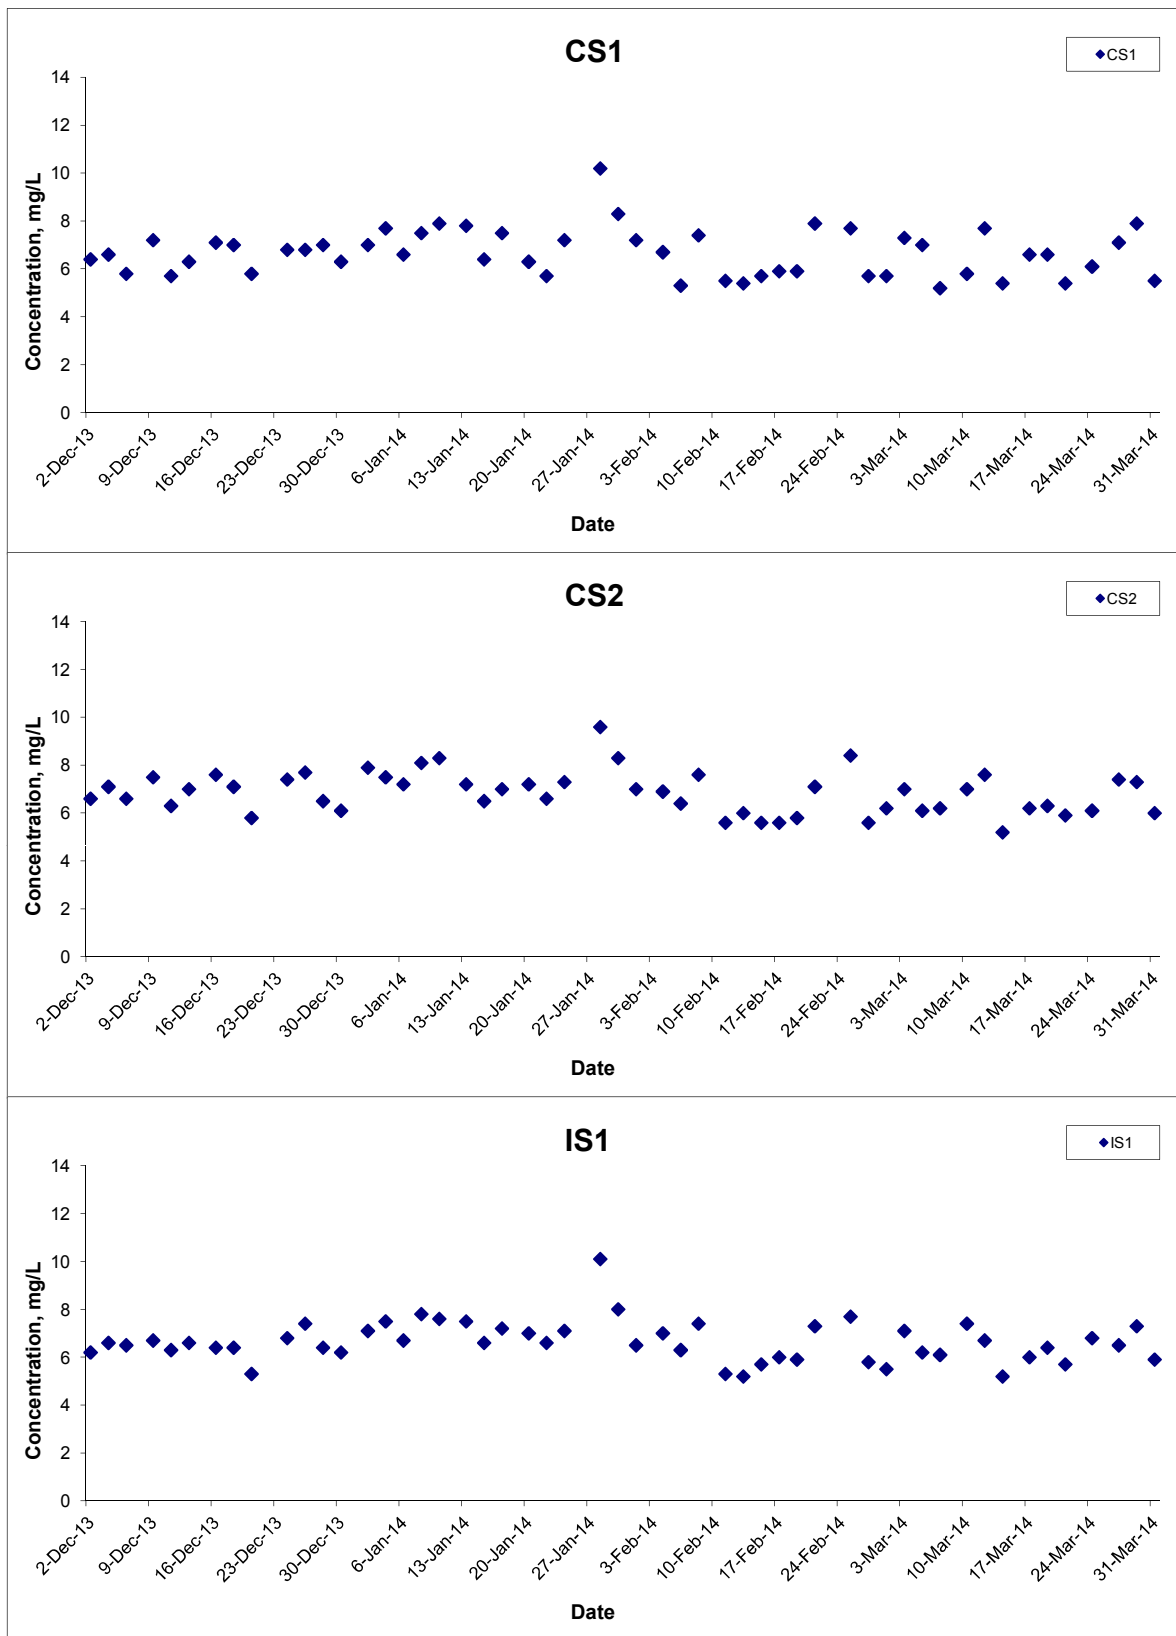 CS1
CS1
14
12
10
8
6
4
2
0
Concentration, mg/L
2-Dec-13
9-Dec-13
16-Dec-13
23-Dec-13
30-Dec-13
6-Jan-14
13-Jan-14
20-Jan-14
27-Jan-14
3-Feb-14
10-Feb-14
17-Feb-14
24-Feb-14
3-Mar-14
10-Mar-14
17-Mar-14
24-Mar-14
31-Mar-14
Date
CS2
CS2
14
12
10
8
6
4
2
0
Concentration, mg/L
2-Dec-13
9-Dec-13
16-Dec-13
23-Dec-13
30-Dec-13
6-Jan-14
13-Jan-14
20-Jan-14
27-Jan-14
3-Feb-14
10-Feb-14
17-Feb-14
24-Feb-14
3-Mar-14
10-Mar-14
17-Mar-14
24-Mar-14
31-Mar-14
Date
IS1
IS1
14
12
10
8
6
4
2
0
Concentration, mg/L
2-Dec-13
9-Dec-13
16-Dec-13
23-Dec-13
30-Dec-13
6-Jan-14
13-Jan-14
20-Jan-14
27-Jan-14
3-Feb-14
10-Feb-14
17-Feb-14
24-Feb-14
3-Mar-14
10-Mar-14
17-Mar-14
24-Mar-14
31-Mar-14
Date